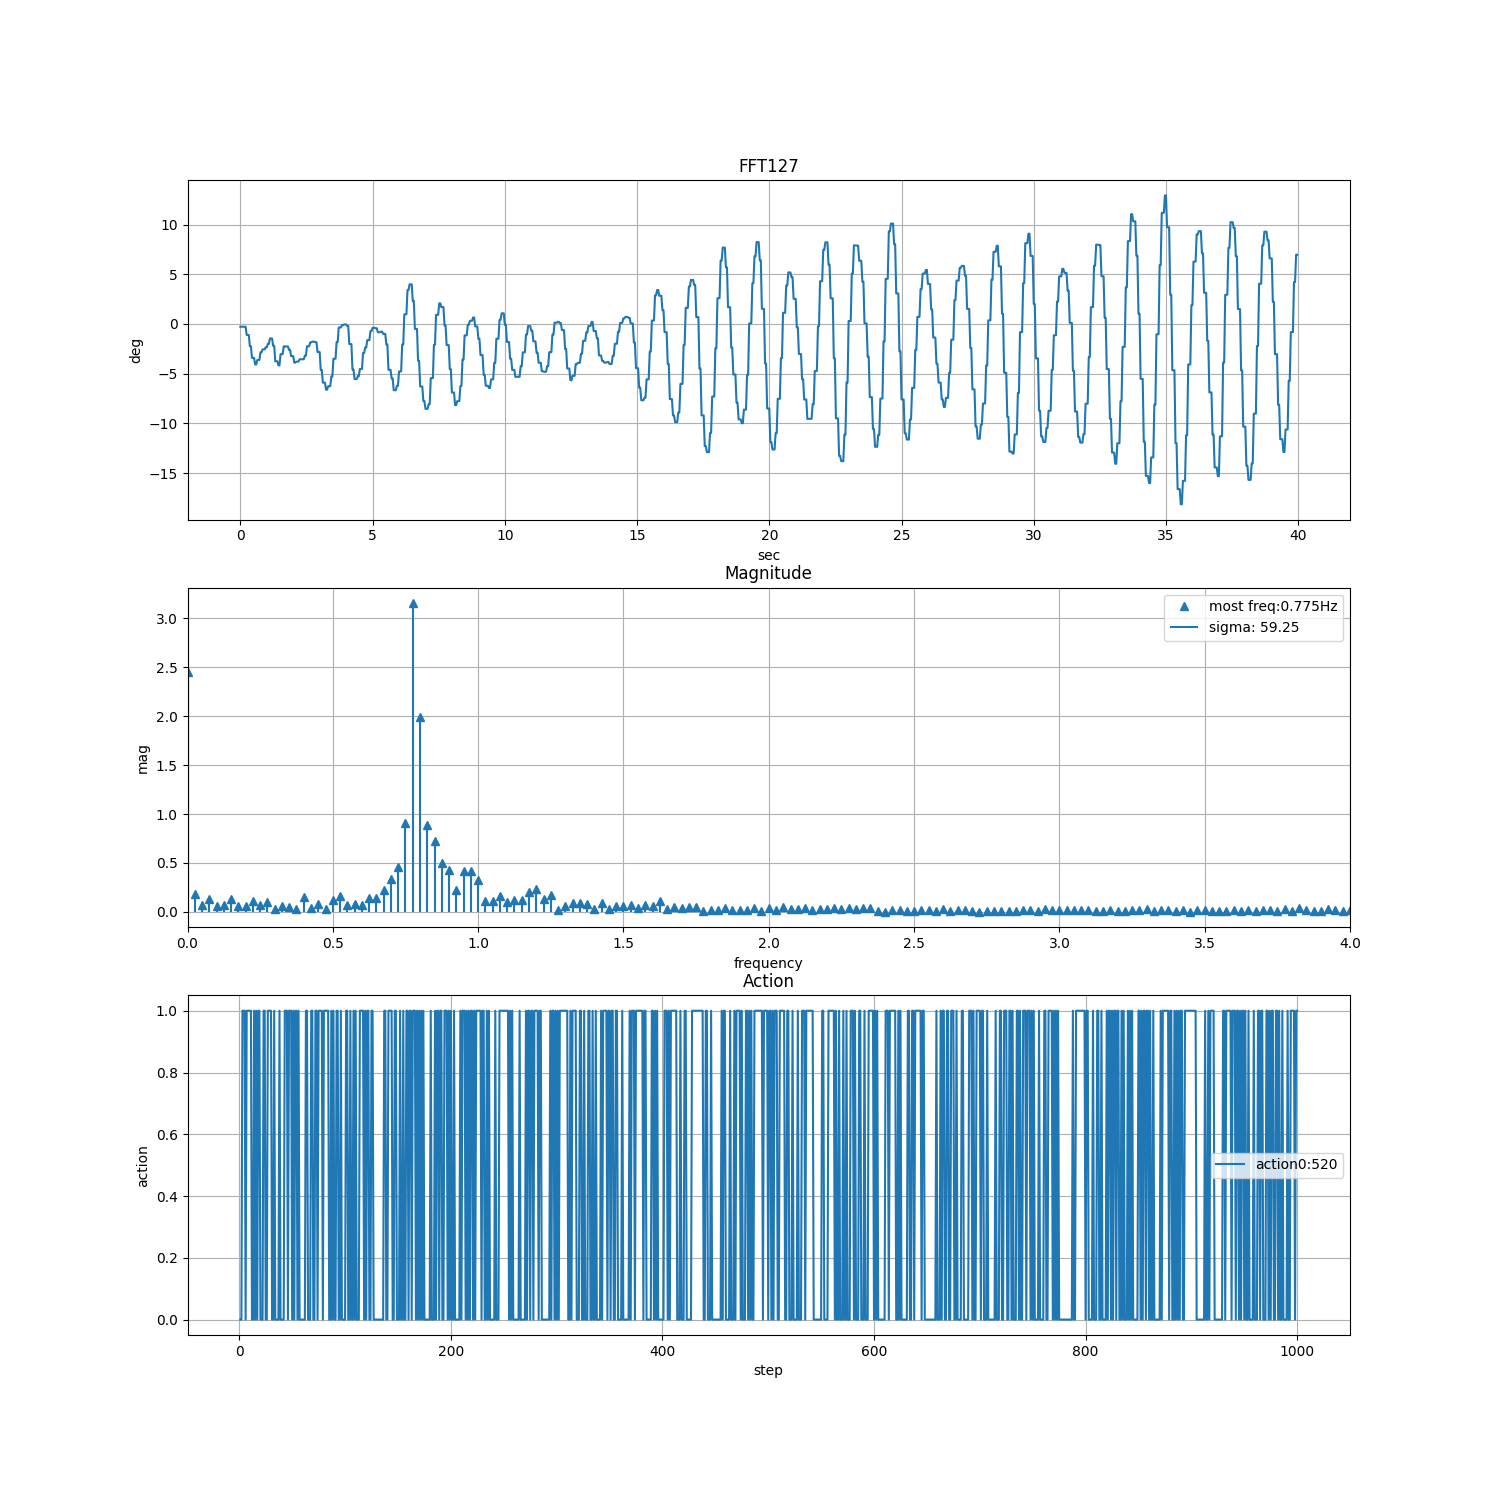 FFT127
deg
10
5
0
−5
−10
−15
0 5 10 15 20 25 30 35 40
sec
Magnitude
mag
3.0
2.5
2.0
1.5
1.0
0.5
0.0
most freq:0.775Hz
sigma: 59.25
0.0 0.5 1.0 1.5 2.0 2.5 3.0 3.5 4.0
frequency
Action
action
1.0
0.8
0.6
0.4
0.2
0.0
action0:520
0 200 400 600 800 1000
step